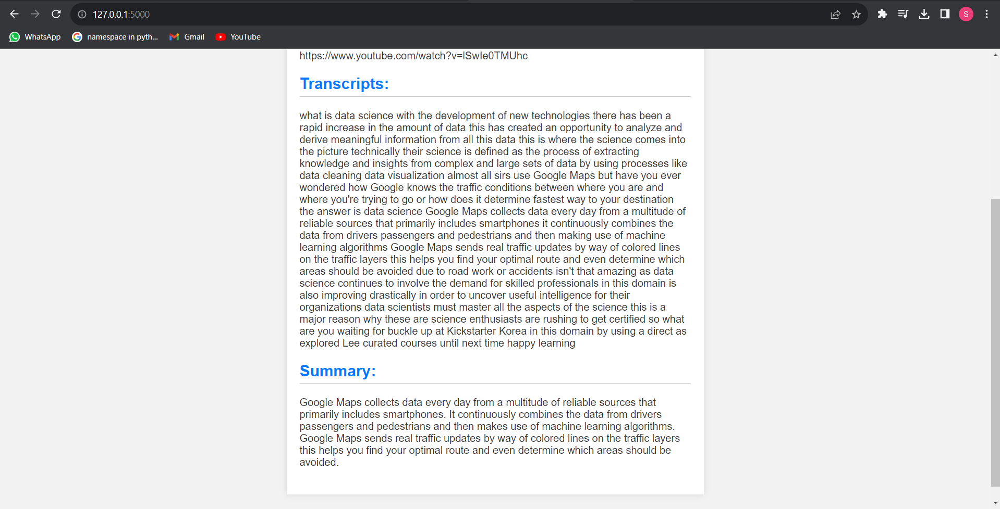 127.0.0.1:5000
S
WhatsApp
namespace in pyth...
Gmail
YouTube
https://www.youtube.com/watch?v=lSwIe0TMUhc
Transcripts:
what is data science with the development of new technologies there has been a
rapid increase in the amount of data this has created an opportunity to analyze and
derive meaningful information from all this data this is where the science comes into
the picture technically their science is defined as the process of extracting
knowledge and insights from complex and large sets of data by using processes like
data cleaning data visualization almost all sirs use Google Maps but have you ever
wondered how Google knows the traffic conditions between where you are and
where you're trying to go or how does it determine fastest way to your destination
the answer is data science Google Maps collects data every day from a multitude of
reliable sources that primarily includes smartphones it continuously combines the
data from drivers passengers and pedestrians and then making use of machine
learning algorithms Google Maps sends real traffic updates by way of colored lines
on the traffic layers this helps you find your optimal route and even determine which
areas should be avoided due to road work or accidents isn't that amazing as data
science continues to involve the demand for skilled professionals in this domain is
also improving drastically in order to uncover useful intelligence for their
organizations data scientists must master all the aspects of the science this is a
major reason why these are science enthusiasts are rushing to get certified so what
are you waiting for buckle up at Kickstarter Korea in this domain by using a direct as
explored Lee curated courses until next time happy learning
Summary:
Google Maps collects data every day from a multitude of reliable sources that
primarily includes smartphones. It continuously combines the data from drivers
passengers and pedestrians and then makes use of machine learning algorithms.
Google Maps sends real traffic updates by way of colored lines on the traffic layers
this helps you find your optimal route and even determine which areas should be
avoided.